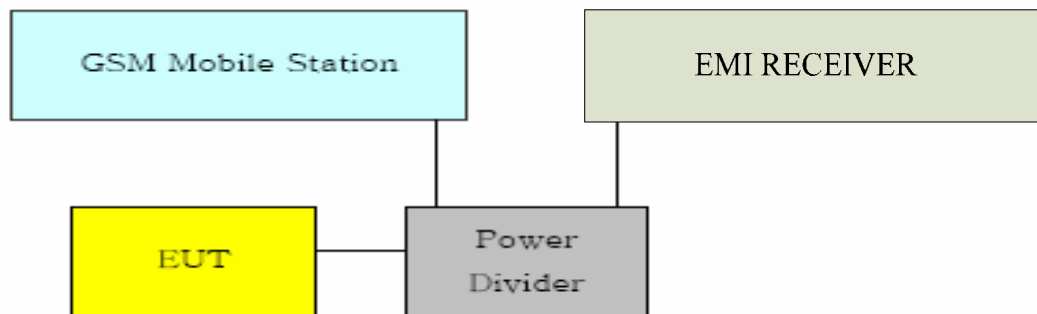 GSM Mobile Station
EMI RECEIVER
EUT
Power
Divider